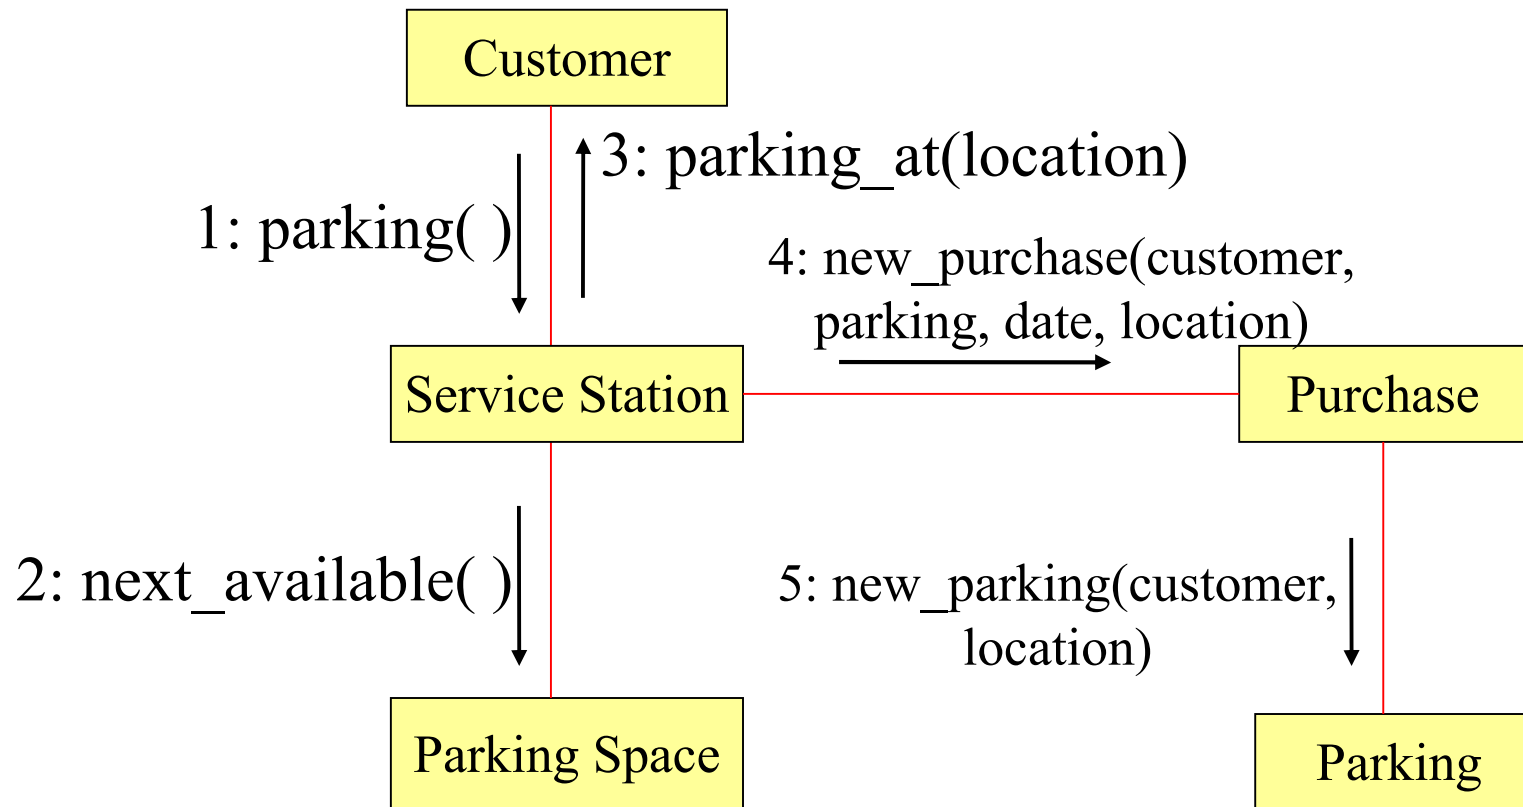 Customer
3: parking_at(location)
1: parking( )
4: new_purchase(customer,
parking, date, location)
Service Station
Purchase
2: next_available( )
5: new_parking(customer,
location)
Parking Space
Parking